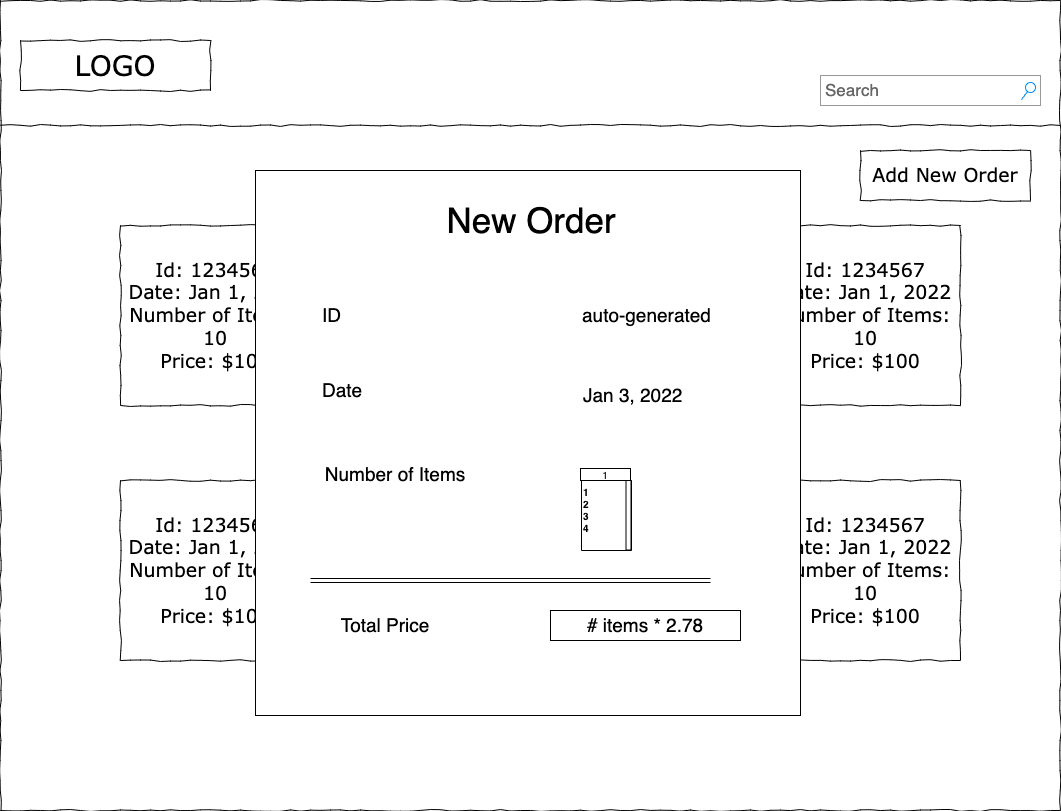 LOGO
Search
Add New Order
New Order
Id: 123456
Date: Jan 1,
Number of Ite
10
Price: $10
Id: 1234567
ate: Jan 1, 2022
umber of Items:
10
Price: $100
ID auto-generated
Date Jan 3, 2022
Number of Items 1
1
2
3
4
Id: 123456
Date: Jan 1,
Number of Ite
10
Price: $10
Id: 1234567
ate: Jan 1, 2022
umber of Items:
10
Price: $100
Total Price # items * 2.78